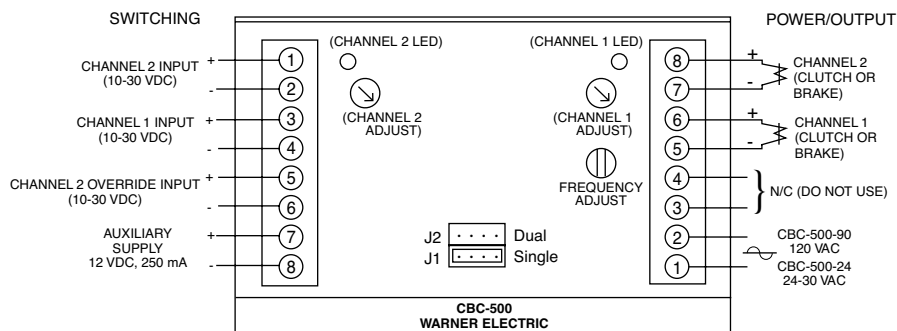 SWITCHING
POWER/OUTPUT
CHANNEL 2 INPUT
(10-30 VDC)
+
-
CHANNEL 1 INPUT
(10-30 VDC)
+
-
CHANNEL 2 OVERRIDE INPUT
(10-30 VDC)
+
-
AUXILIARY
SUPPLY
12 VDC, 250 mA
+
-
1
2
3
4
5
6
7
8
(CHANNEL 2 LED)
(CHANNEL 2
ADJUST)
(CHANNEL 1 LED)
(CHANNEL 1
ADJUST)
FREQUENCY
ADJUST
J2 Dual
J1 Single
8
7
6
5
4
3
2
1
+
-
CHANNEL 2
(CLUTCH OR
BRAKE)
+
-
CHANNEL 1
(CLUTCH OR
BRAKE)
N/C (DO NOT USE)
CBC-500-90
120 VAC
CBC-500-24
24-30 VAC
CBC-500
WARNER ELECTRIC